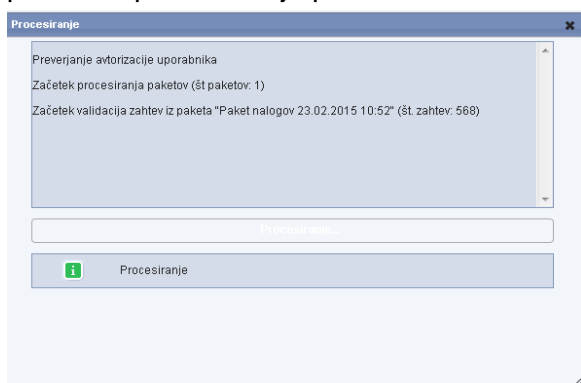 Procesiranje
Preverjanje avtorizacije uporabnika
Začetek procesiranja paketov (št paketov: 1)
Začetek validacija zahtev iz paketa "Paket nalogov 23.02.2015 10:52" (št. zahtev: 568)
Procesiranje...
Procesiranje